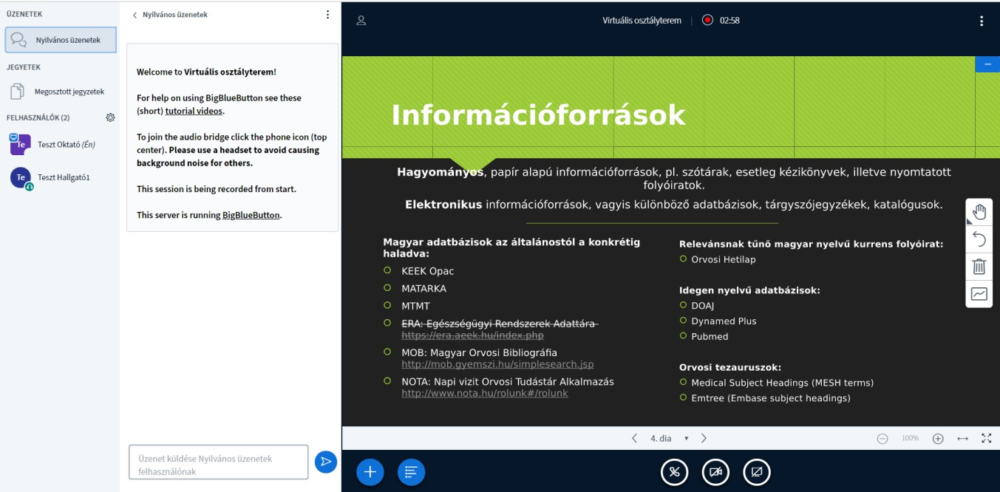 ÜZENETEK
Nyilvános üzenetek
JEGYETEK
Megosztott jegyzetek
FELHASZNÁLÓK (2)
Te
Teszt Oktató (Én)
Te
Teszt Hallgató1
Nyilvános üzenetek
Welcome to Virtuális osztályterem!
For help on using BigBlueButton see these
(short) tutorial videos.
To join the audio bridge click the phone icon (top
center). Please use a headset to avoid causing
background noise for others.
This session is being recorded from start.
This server is running BigBlueButton.
Üzenet küldése Nyilvános üzenetek
felhasználónak
Virtuális osztályterem
02:58
Információforrások
Hagyományos, papír alapú információforrások, pl. szótárak, esetleg kézikönyvek, illetve nyomtatott
folyóiratok.
Elektronikus információforrások, vagyis különböző adatbázisok, tárgyszójegyzékek, katalógusok.
Magyar adatbázisok az általánostól a konkrétig
haladva:
KEEK Opac
MATARKA
MTMT
ERA: Egészségügyi Rendszerek Adattára
https://era.aeek.hu/index.php
MOB: Magyar Orvosi Bibliográfia
http://mob.gyemszi.hu/simplesearch.jsp
NOTA: Napi vizit Orvosi Tudástár Alkalmazás
http://www.nota.hu/rolunk#/rolunk
Relevánsnak tűnő magyar nyelvű kurrens folyóirat:
Orvosi Hetilap
Idegen nyelvű adatbázisok:
DOAJ
Dynamed Plus
Pubmed
Orvosi tezauruszok:
Medical Subject Headings (MESH terms)
Emtree (Embase subject headings)
4. dia
100%